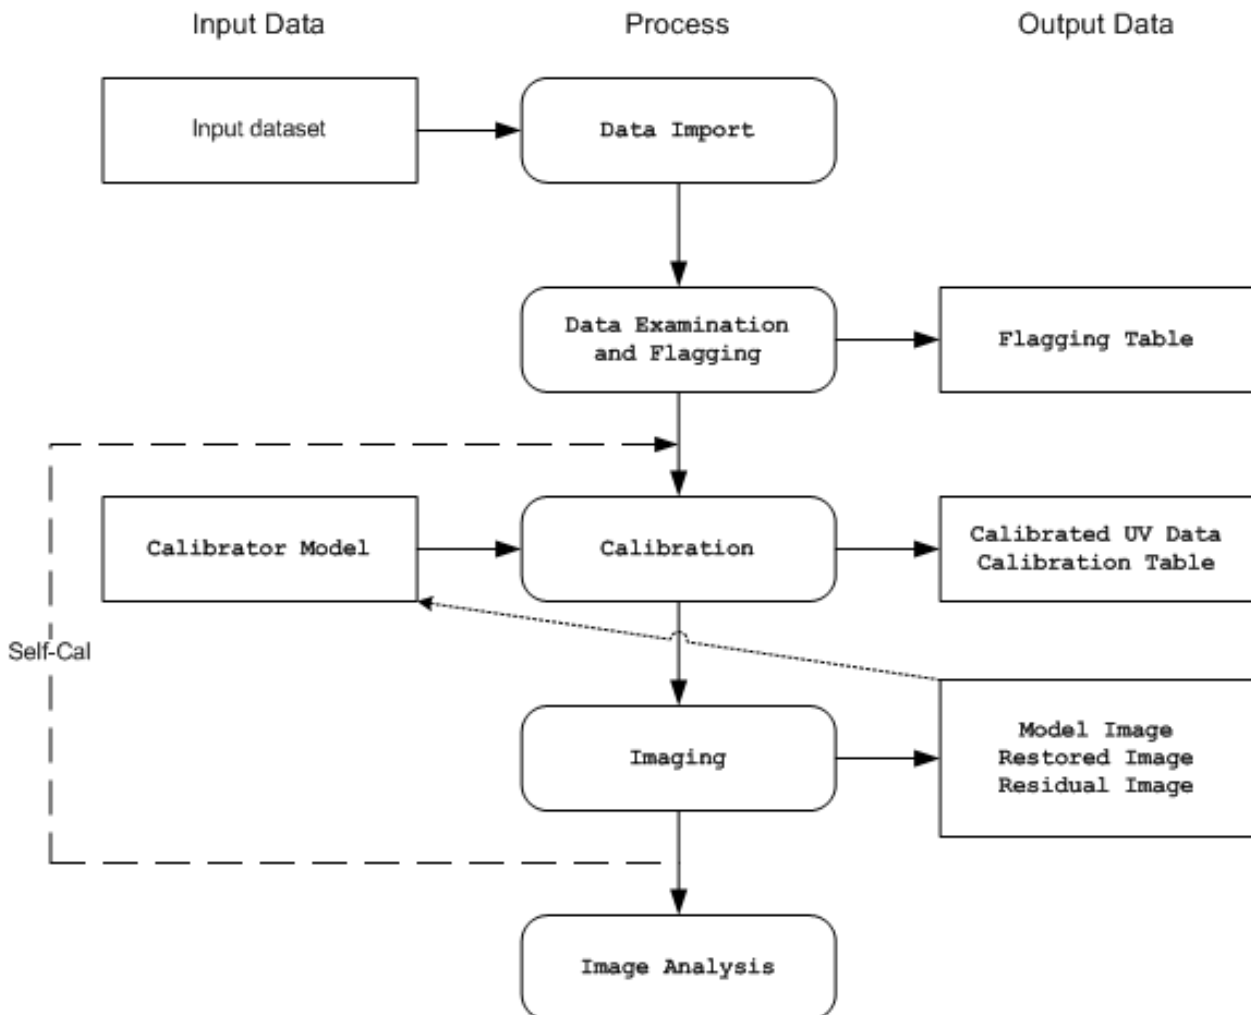 Input Data
Process
Output Data
Input dataset
Data Import
Data Examination
and Flagging
Flagging Table
Calibrator Model
Calibration
Calibrated UV Data
Calibration Table
Self-Cal
Imaging
Model Image
Restored Image
Residual Image
Image Analysis